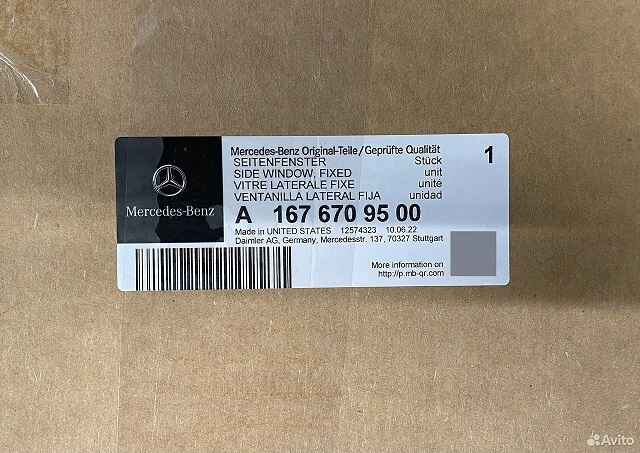 Mercedes-Benz
Mercedes-Benz Original-Teile/Geprüfte Qualität
SEITENFENSTER Stück 1
SIDE WINDOW, FIXED unit
VITRE LATERALE FIXE unité
VENTANILLA LATERAL FIJA unidad
A 167 670 95 00
Made in UNITED STATES 12574323 10.06.22
Daimler AG, Germany, Mercedesstr. 137, 70327 Stuttgart
More information on
http://p.mb-qr.com
Avito